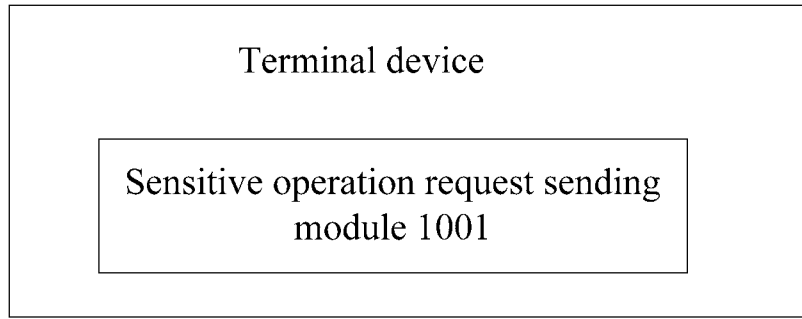 Terminal device
Sensitive operation request sending
module 1001